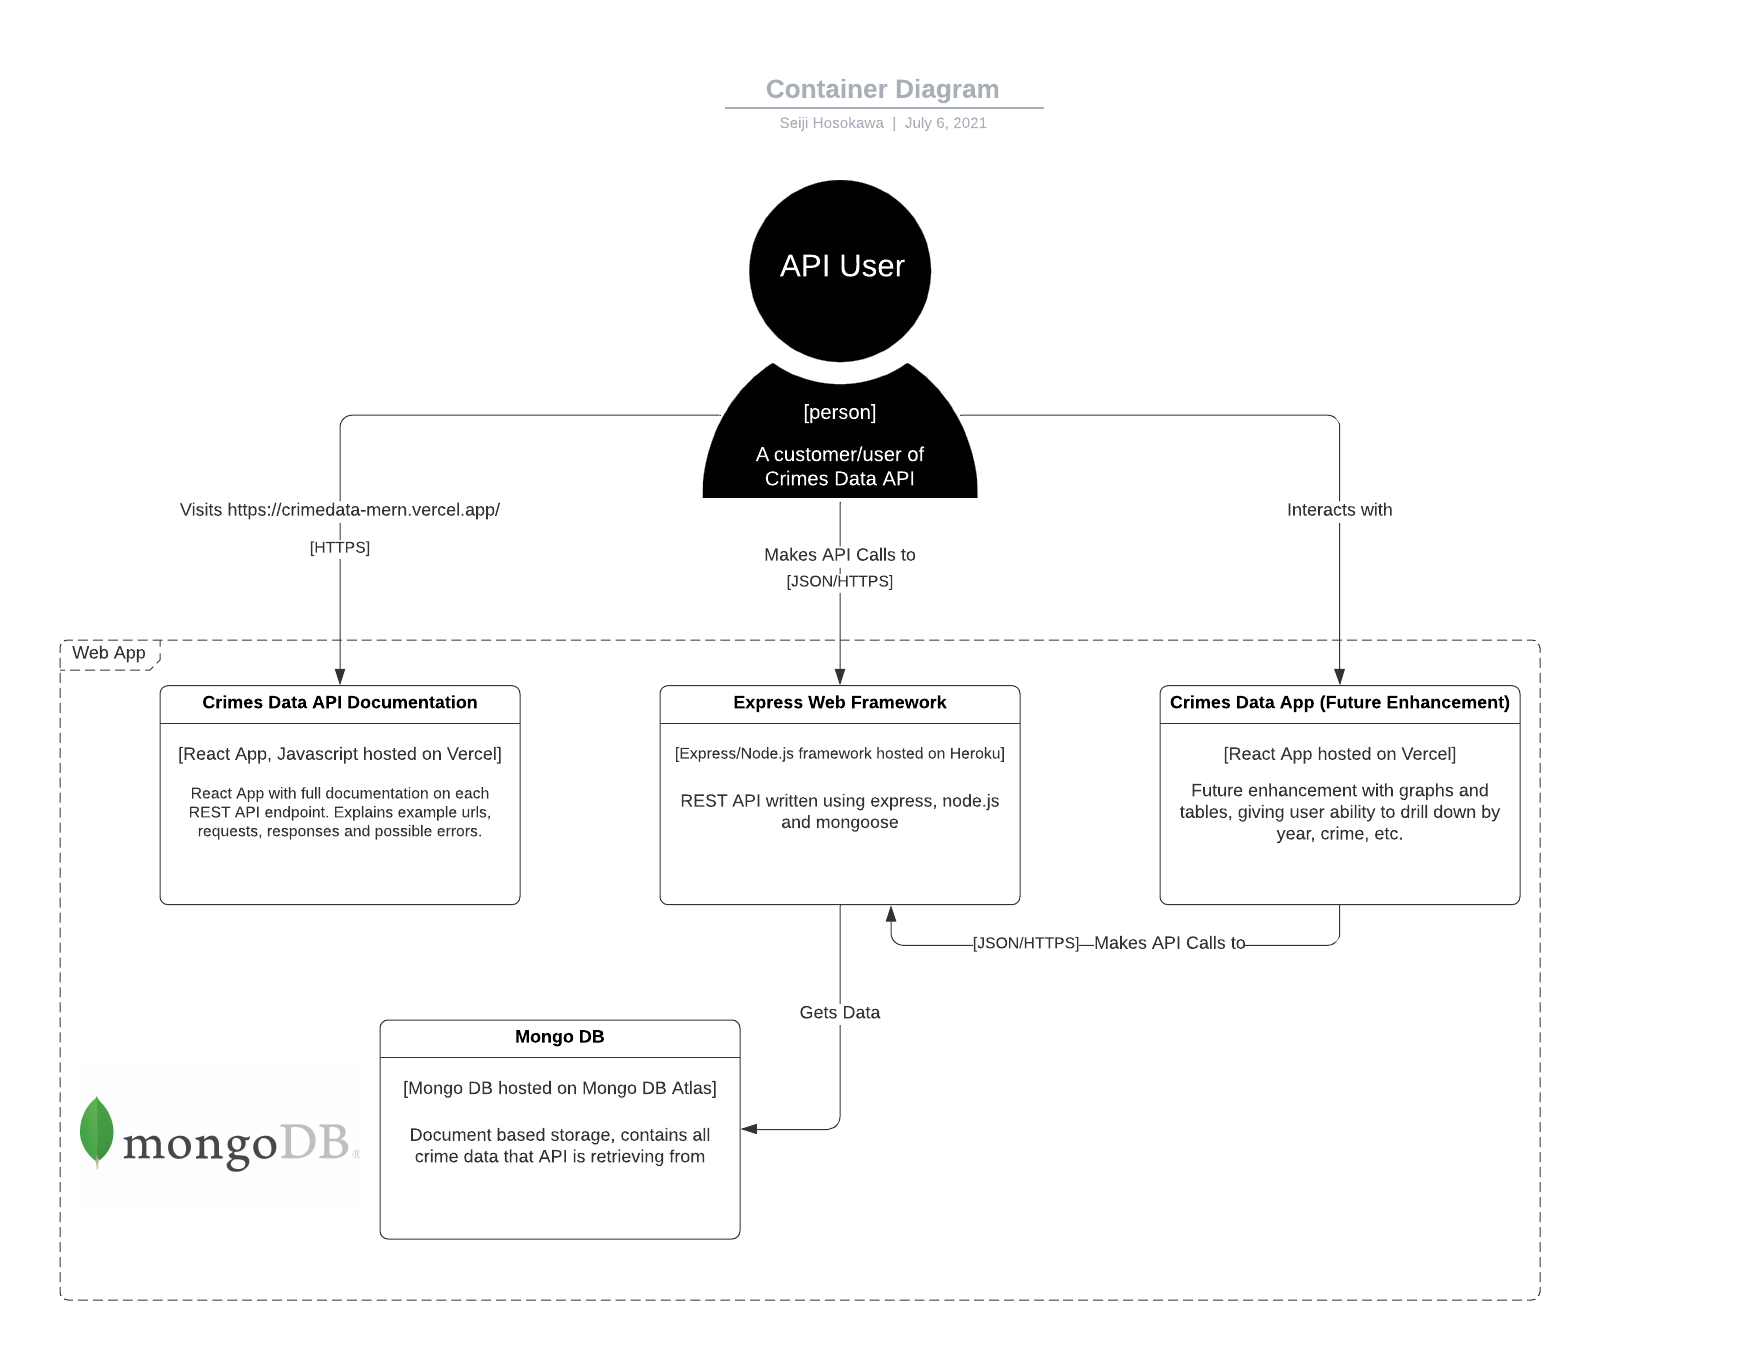 Container Diagram
Seiji Hosokawa | July 6, 2021
API User
[person]
A customer/user of
Crimes Data API
Visits https://crimedata-mern.vercel.app/
[HTTPS]
Makes API Calls to
[JSON/HTTPS]
Interacts with
Web App
Crimes Data API Documentation
[React App, Javascript hosted on Vercel]
React App with full documentation on each
REST API endpoint. Explains example urls,
requests, responses and possible errors.
Express Web Framework
[Express/Node.js framework hosted on Heroku]
REST API written using express, node.js
and mongoose
Crimes Data App (Future Enhancement)
[React App hosted on Vercel]
Future enhancement with graphs and
tables, giving user ability to drill down by
year, crime, etc.
[JSON/HTTPS] Makes API Calls to
Gets Data
Mongo DB
[Mongo DB hosted on Mongo DB Atlas]
Document based storage, contains all
crime data that API is retrieving from
mongoDB®